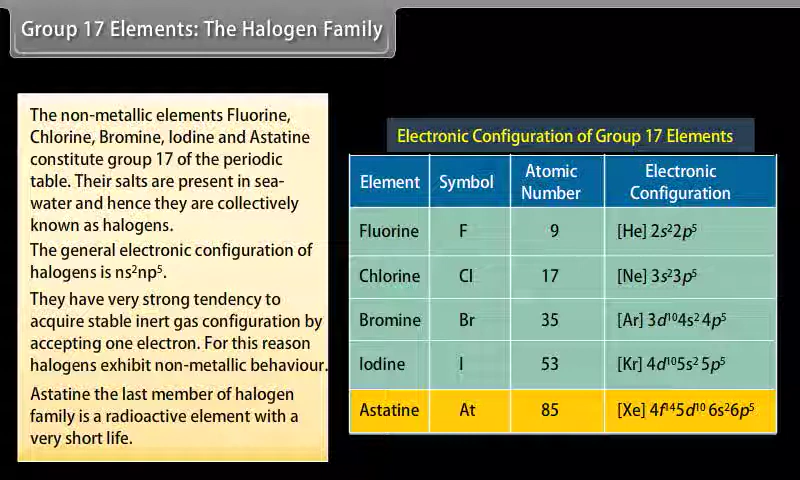 Group 17 Elements: The Halogen Family
The non-metallic elements Fluorine,
Chlorine, Bromine, Iodine and Astatine
constitute group 17 of the periodic
table. Their salts are present in sea-
water and hence they are collectively
known as halogens.
The general electronic configuration of
halogens is ns²np⁵.
They have very strong tendency to
acquire stable inert gas configuration by
accepting one electron. For this reason
halogens exhibit non-metallic behaviour.
Astatine the last member of halogen
family is a radioactive element with a
very short life.
Electronic Configuration of Group 17 Elements
Element Symbol Atomic Number Electronic Configuration
Fluorine F 9 [He] 2s²2p⁵
Chlorine Cl 17 [Ne] 3s²3p⁵
Bromine Br 35 [Ar] 3d¹⁰4s² 4p⁵
Iodine I 53 [Kr] 4d¹⁰5s² 5p⁵
Astatine At 85 [Xe] 4f¹⁴5d¹⁰ 6s²6p⁵